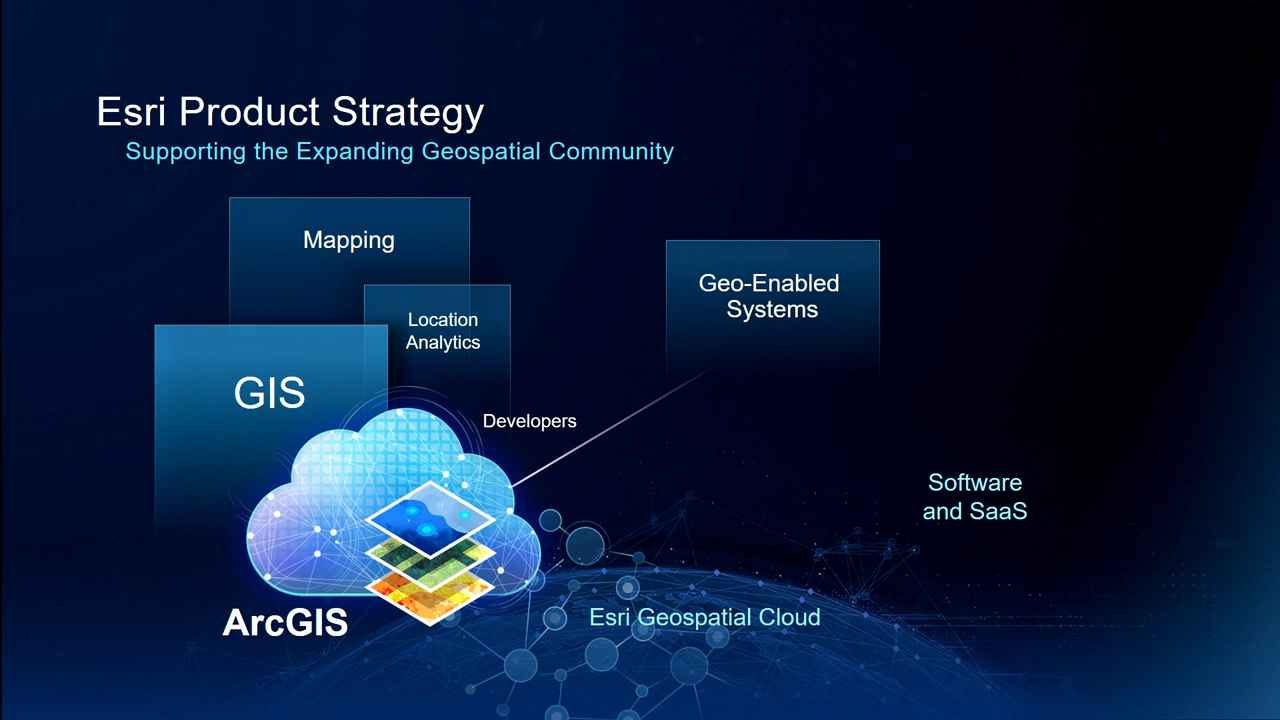 Esri Product Strategy
Supporting the Expanding Geospatial Community
Mapping
Geo-Enabled
Systems
Location
Analytics
GIS
Developers
Software
and SaaS
ArcGIS
Esri Geospatial Cloud